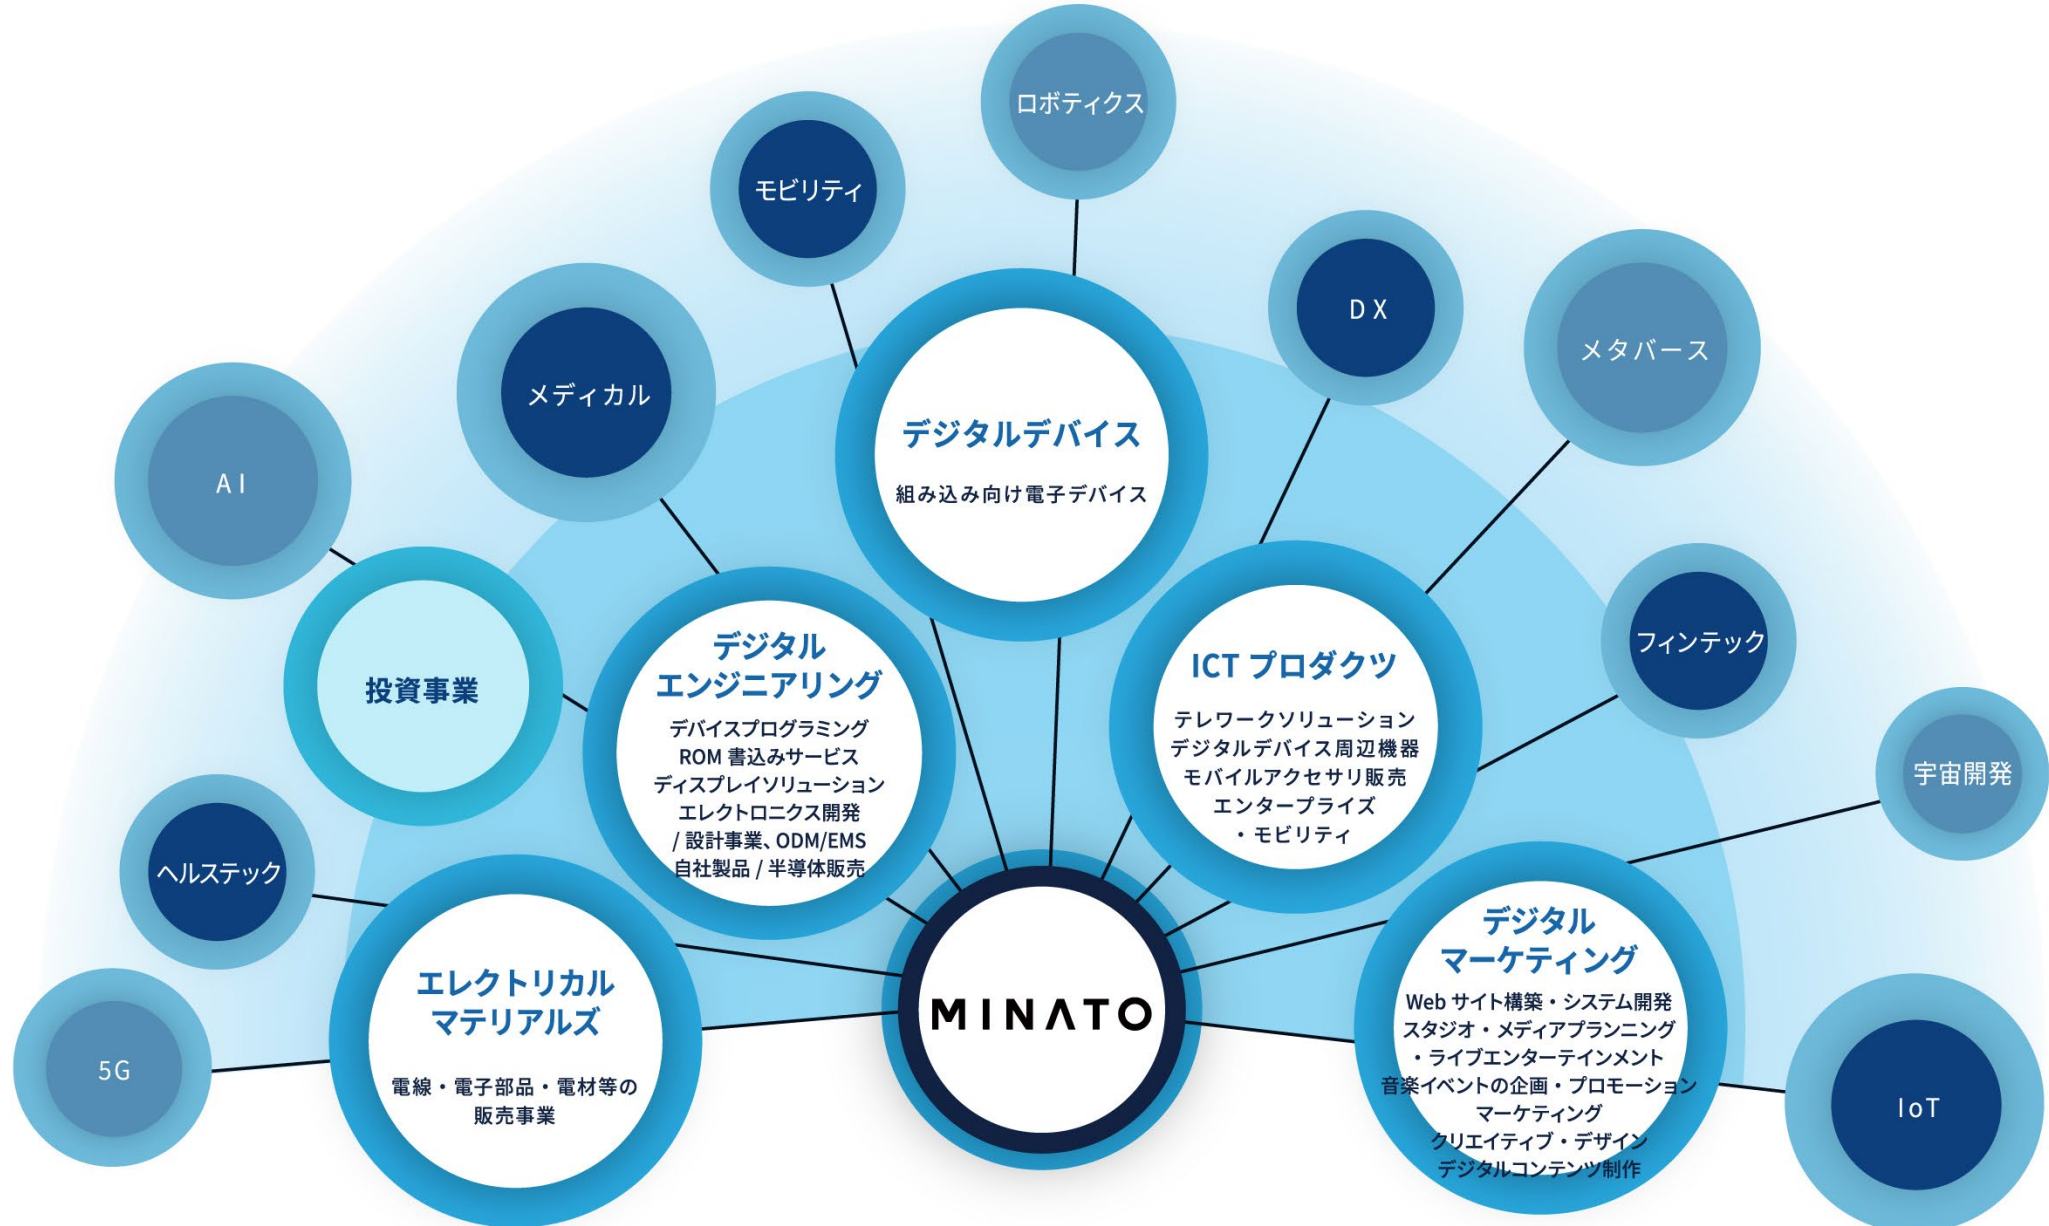 ロボティクス
モビリティ
DX
メタバース
メディカル
AI
デジタルデバイス
組み込み向け電子デバイス
フィンテック
投資事業
デジタル
エンジニアリング
デバイスプログラミング
ROM 書込みサービス
ディスプレイソリューション
エレクトロニクス開発
/ 設計事業、ODM/EMS
自社製品 / 半導体販売
ICT プロダクツ
テレワークソリューション
デジタルデバイス周辺機器
モバイルアクセサリ販売
エンタープライズ
・モビリティ
宇宙開発
ヘルステック
エレクトリカル
マテリアルズ
電線・電子部品・電材等の
販売事業
MINATO
デジタル
マーケティング
Web サイト構築・システム開発
スタジオ・メディアプランニング
・ライブエンターテインメント
音楽イベントの企画・プロモーション
マーケティング
クリエイティブ・デザイン
デジタルコンテンツ制作
5G
IoT